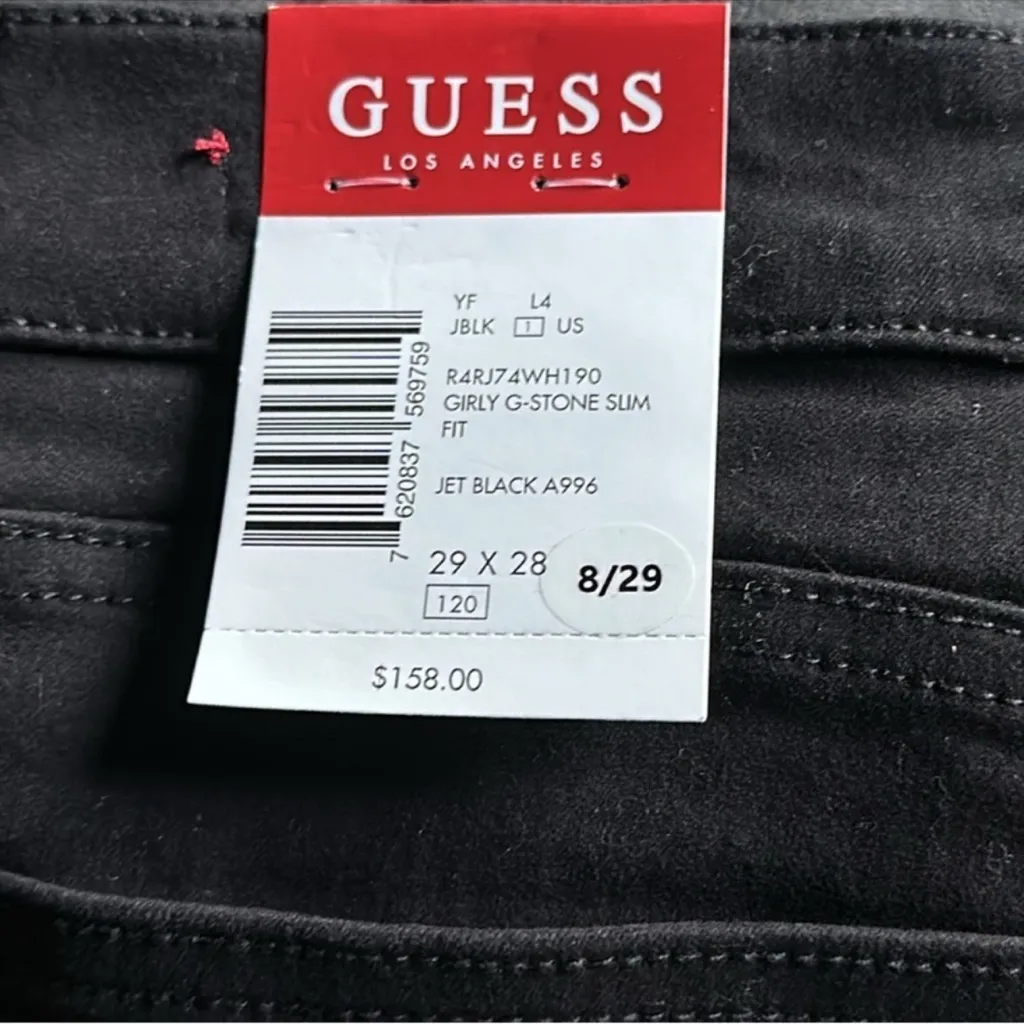 GUESS
LOS ANGELES
YF L4
JBLK 1 US
R4RJ74WH190
GIRLY G-STONE SLIM
FIT
JET BLACK A996
7 620837 569759
29 X 28
8/29
120
$158.00